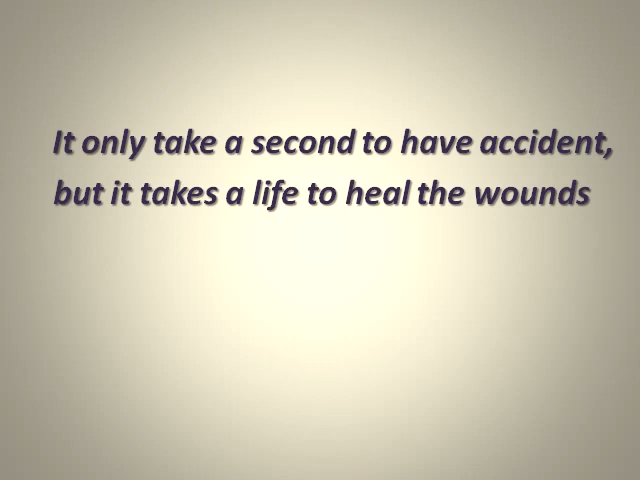 It only take a second to have accident,
but it takes a life to heal the wounds